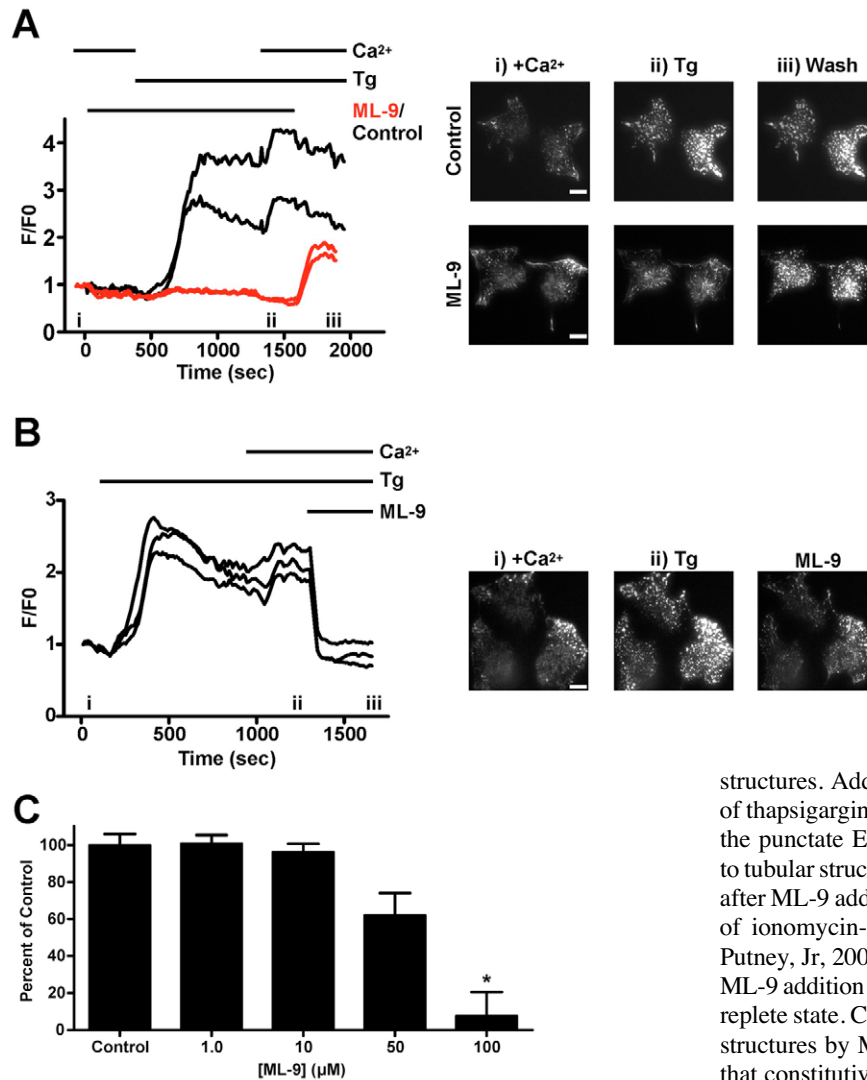 A
Ca²⁺
Tg
ML-9/
Control
i) +Ca²⁺
ii) Tg
iii) Wash
Control
ML-9
F/F0
4
3
2
1
0
i
ii
iii
0
500
1000
1500
2000
Time (sec)
B
Ca²⁺
Tg
ML-9
i) +Ca²⁺
ii) Tg
ML-9
F/F0
3
2
1
0
i
ii
iii
0
500
1000
1500
Time (sec)
C
Percent of Control
100
80
60
40
20
0
*
Control
1.0
10
50
100
[ML-9] (µM)
structures. Add
of thapsigargin
the punctate E
to tubular struc
after ML-9 add
of ionomycin-
Putney, Jr, 200
ML-9 addition
replete state. C
structures by M
that constitutiv